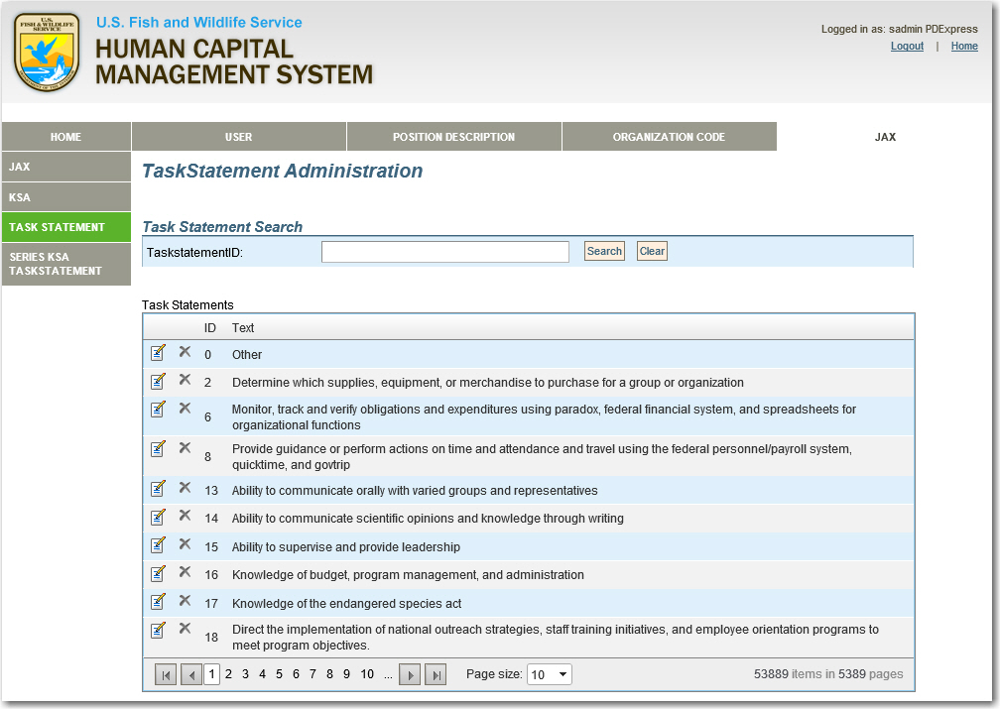 U.S.
FISH & WILDLIFE
SERVICE
U.S. Fish and Wildlife Service
HUMAN CAPITAL
MANAGEMENT SYSTEM
Logged in as: sadmin PDExpress
Logout | Home
HOME USER POSITION DESCRIPTION ORGANIZATION CODE JAX
JAX
KSA
TASK STATEMENT
SERIES KSA
TASKSTATEMENT
TaskStatement Administration
Task Statement Search
TaskstatementID: Search Clear
Task Statements
ID Text
0 Other
2 Determine which supplies, equipment, or merchandise to purchase for a group or organization
6 Monitor, track and verify obligations and expenditures using paradox, federal financial system, and spreadsheets for
organizational functions
8 Provide guidance or perform actions on time and attendance and travel using the federal personnel/payroll system,
quicktime, and govtrip
13 Ability to communicate orally with varied groups and representatives
14 Ability to communicate scientific opinions and knowledge through writing
15 Ability to supervise and provide leadership
16 Knowledge of budget, program management, and administration
17 Knowledge of the endangered species act
18 Direct the implementation of national outreach strategies, staff training initiatives, and employee orientation programs to
meet program objectives.
1 2 3 4 5 6 7 8 9 10 ... Page size: 10 53889 items in 5389 pages